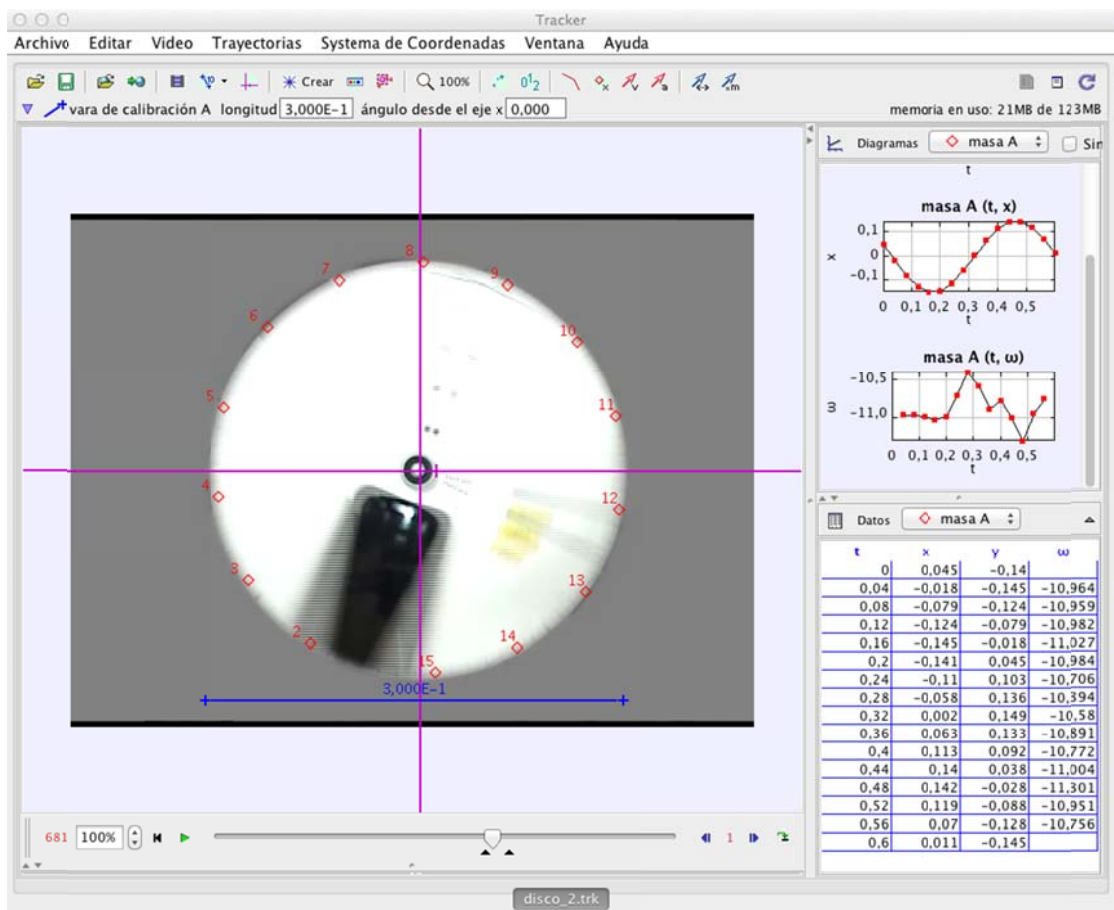 Tracker
Archivo Editar Video Trayectorias Systema de Coordenadas Ventana Ayuda
Crear 100%
vara de calibración A longitud 3,000E-1 ángulo desde el eje x 0,000 memoria en uso: 21MB de 123MB
Diagramas masa A Sin
t
masa A (t, x)
x
0,1
0
-0,1
0 0,1 0,2 0,3 0,4 0,5
t
masa A (t, ω)
ω
-10,5
-11,0
0 0,1 0,2 0,3 0,4 0,5
t
8
7
9
6
10
5
11
4
12
3
13
2
14
15
3,000E-1
Datos masa A
t x y ω
0 0,045 -0,14
0,04 -0,018 -0,145 -10,964
0,08 -0,079 -0,124 -10,959
0,12 -0,124 -0,079 -10,982
0,16 -0,145 -0,018 -11,027
0,2 -0,141 0,045 -10,984
0,24 -0,11 0,103 -10,706
0,28 -0,058 0,136 -10,394
0,32 0,002 0,149 -10,58
0,36 0,063 0,133 -10,891
0,4 0,113 0,092 -10,772
0,44 0,14 0,038 -11,004
0,48 0,142 -0,028 -11,301
0,52 0,119 -0,088 -10,951
0,56 0,07 -0,128 -10,756
0,6 0,011 -0,145
681 100% 1
disco_2.trk